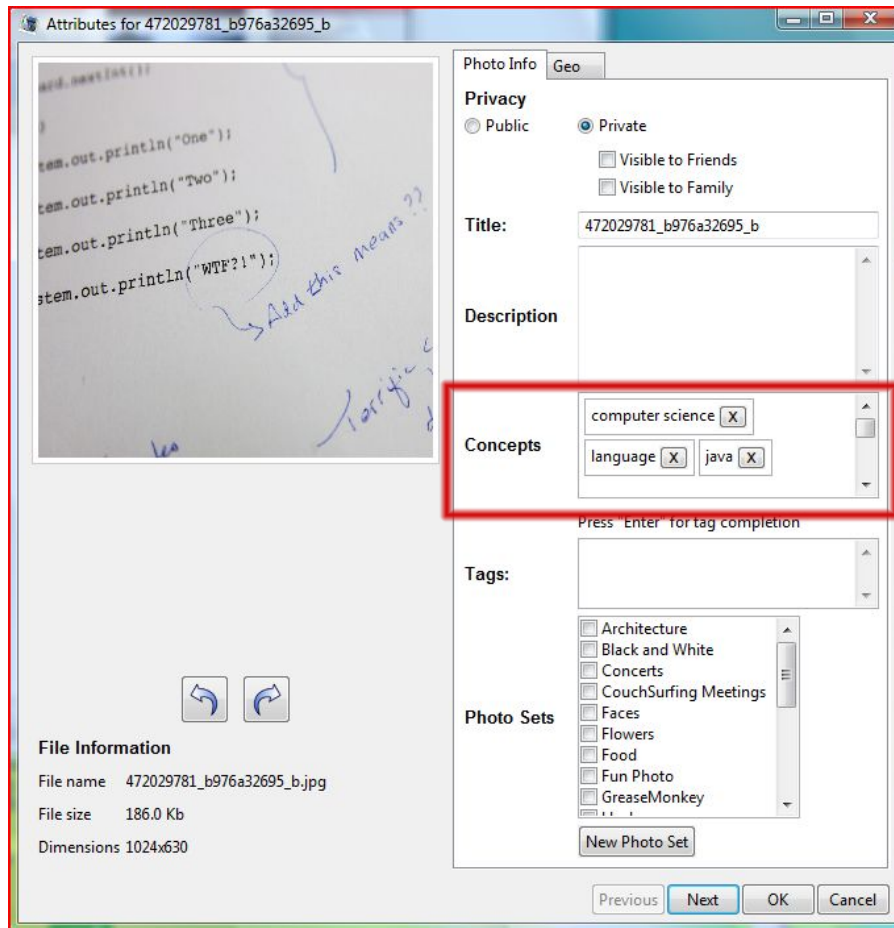 Attributes for 472029781_b976a32695_b
Photo Info Geo
Privacy
Public Private
Visible to Friends
Visible to Family
Title: 472029781_b976a32695_b
Description
Concepts
computer science X
language X java X
Press "Enter" for tag completion
Tags:
Photo Sets
Architecture
Black and White
Concerts
CouchSurfing Meetings
Faces
Flowers
Food
Fun Photo
GreaseMonkey
New Photo Set
ard.nextInt();
)
tem.out.println("One");
tem.out.println("Two");
tem.out.println("Three");
stem.out.println("WTF?!");
Add this means??
Terrific
File Information
File name 472029781_b976a32695_b.jpg
File size 186.0 Kb
Dimensions 1024x630
Previous Next OK Cancel